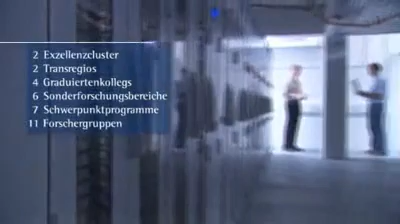 2 Exzellenzcluster
2 Transregios
4 Graduiertenkollegs
6 Sonderforschungsbereiche
7 Schwerpunktprogramme
11 Forschergruppen